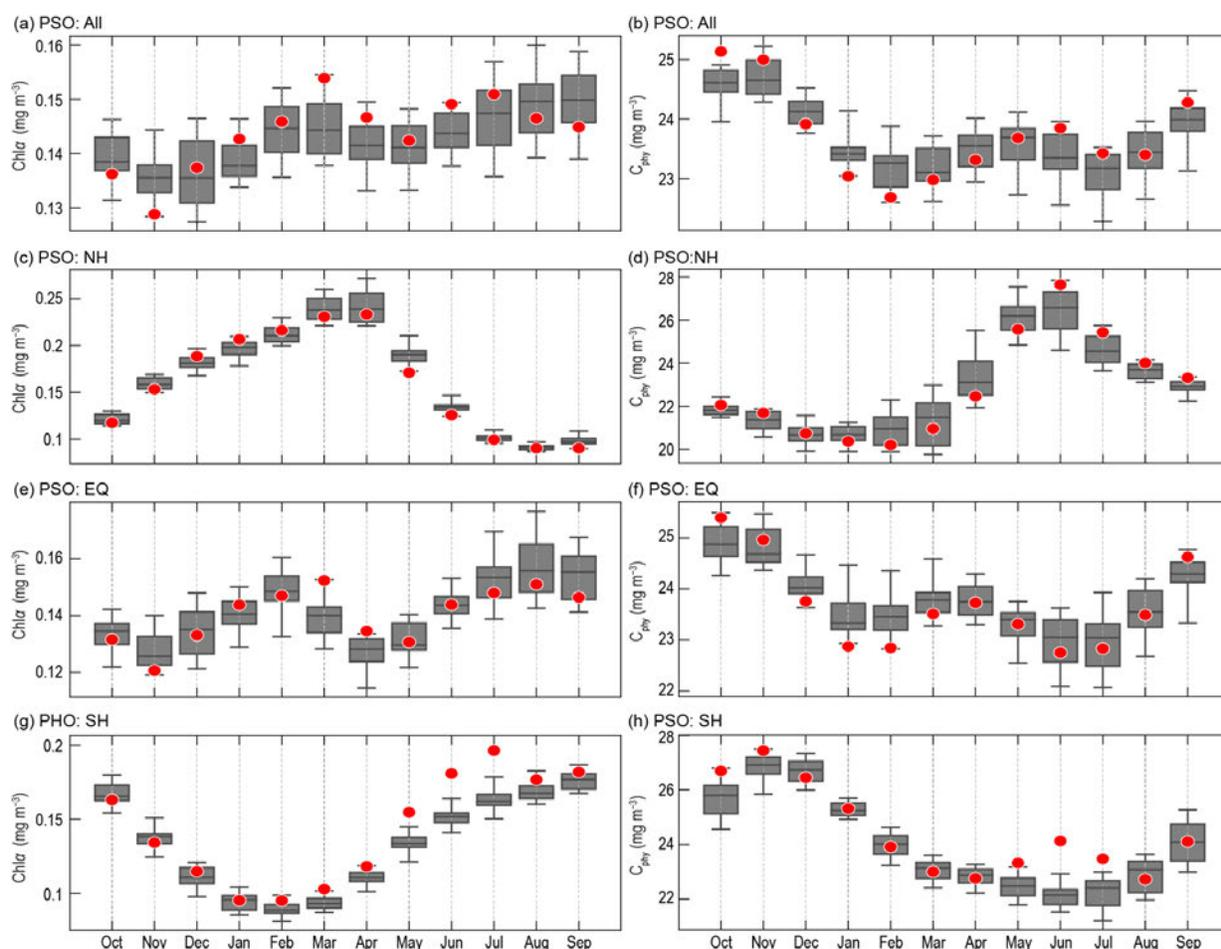 (a) PSO: All
(b) PSO: All
0.16
0.15
0.14
0.13
Chla (mg m⁻³)
25
24
23
C_phy (mg m⁻³)
(c) PSO: NH
(d) PSO:NH
0.25
0.2
0.15
0.1
Chla (mg m⁻³)
28
26
24
22
20
C_phy (mg m⁻³)
(e) PSO: EQ
(f) PSO: EQ
0.16
0.14
0.12
Chla (mg m⁻³)
25
24
23
22
C_phy (mg m⁻³)
(g) PHO: SH
(h) PSO: SH
0.2
0.15
0.1
Chla (mg m⁻³)
28
26
24
22
C_phy (mg m⁻³)
Oct Nov Dec Jan Feb Mar Apr May Jun Jul Aug Sep
Oct Nov Dec Jan Feb Mar Apr May Jun Jul Aug Sep